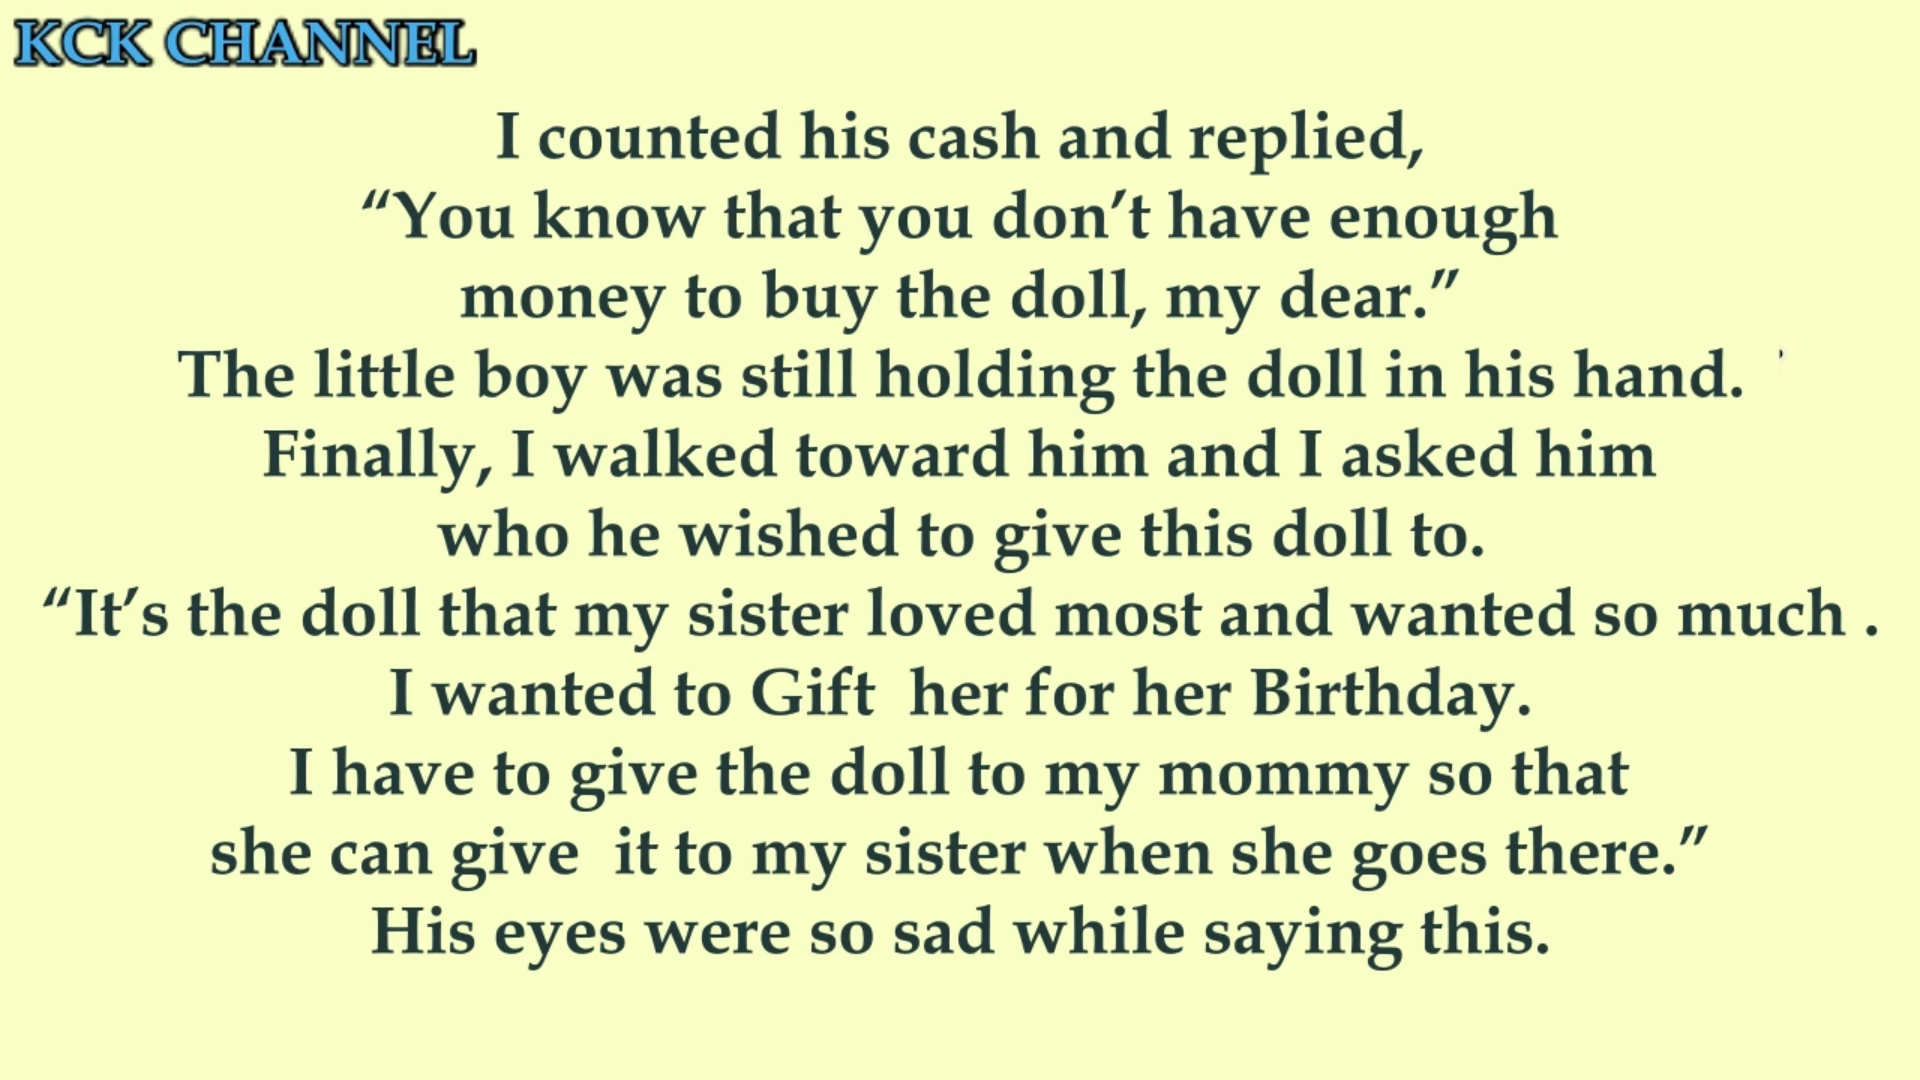 KCK CHANNEL
I counted his cash and replied,
“You know that you don’t have enough
money to buy the doll, my dear.”
The little boy was still holding the doll in his hand.
Finally, I walked toward him and I asked him
who he wished to give this doll to.
“It’s the doll that my sister loved most and wanted so much .
I wanted to Gift  her for her Birthday.
I have to give the doll to my mommy so that
she can give  it to my sister when she goes there.”
His eyes were so sad while saying this.